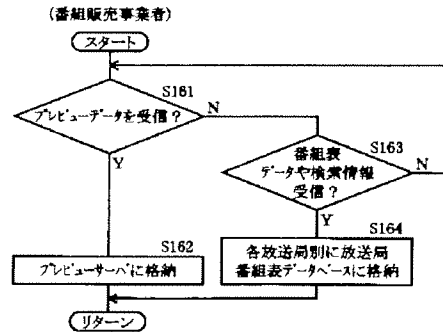 (番組販売事業者)
スタート
S161
プレビューデータを受信？
N
Y
S163
番組表
データや検索情報
受信？
N
Y
S162
プレビューサーバに格納
S164
各放送局別に放送局
番組表データベースに格納
リターン